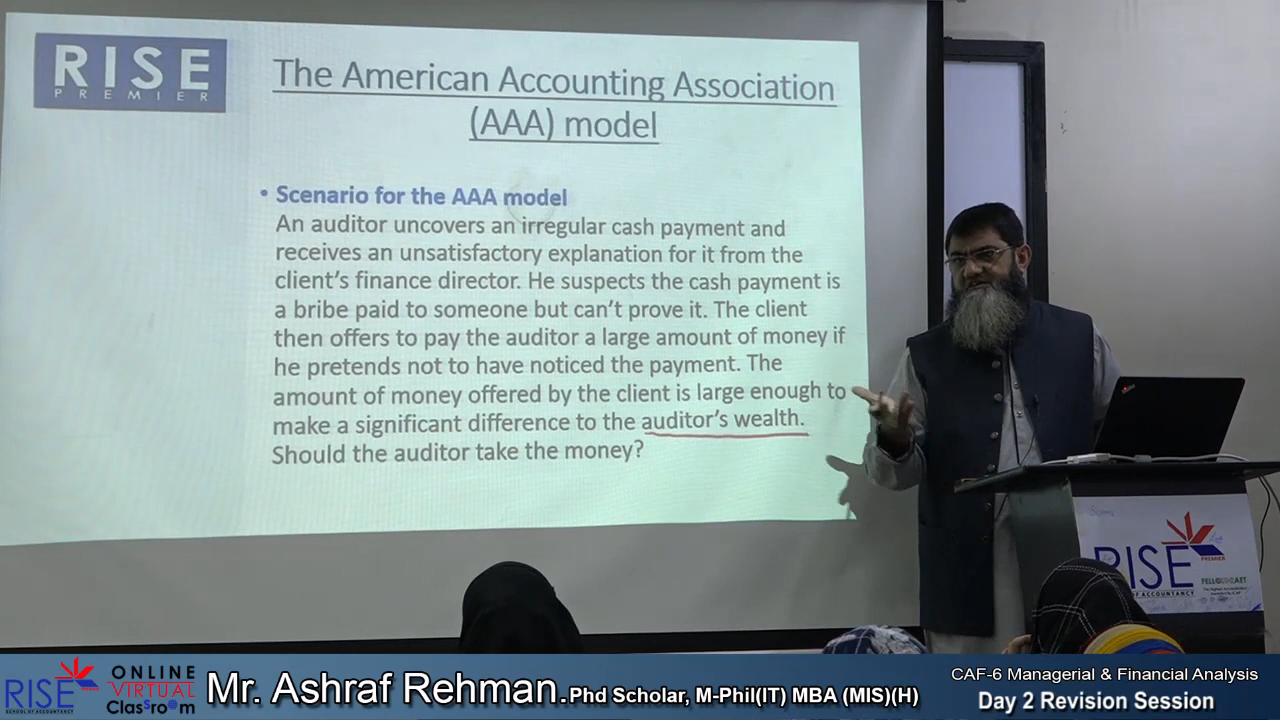 RISE
PREMIER
The American Accounting Association
(AAA) model
• Scenario for the AAA model
An auditor uncovers an irregular cash payment and
receives an unsatisfactory explanation for it from the
client's finance director. He suspects the cash payment is
a bribe paid to someone but can't prove it. The client
then offers to pay the auditor a large amount of money if
he pretends not to have noticed the payment. The
amount of money offered by the client is large enough to
make a significant difference to the auditor's wealth.
Should the auditor take the money?
RISE
PREMIER
OF ACCOUNTANCY
RISE
SCHOOL OF ACCOUNTANCY
ONLINE
VIRTUAL
ClasSroom
Mr. Ashraf Rehman.Phd Scholar, M-Phil(IT) MBA (MIS)(H)
CAF-6 Managerial & Financial Analysis
Day 2 Revision Session